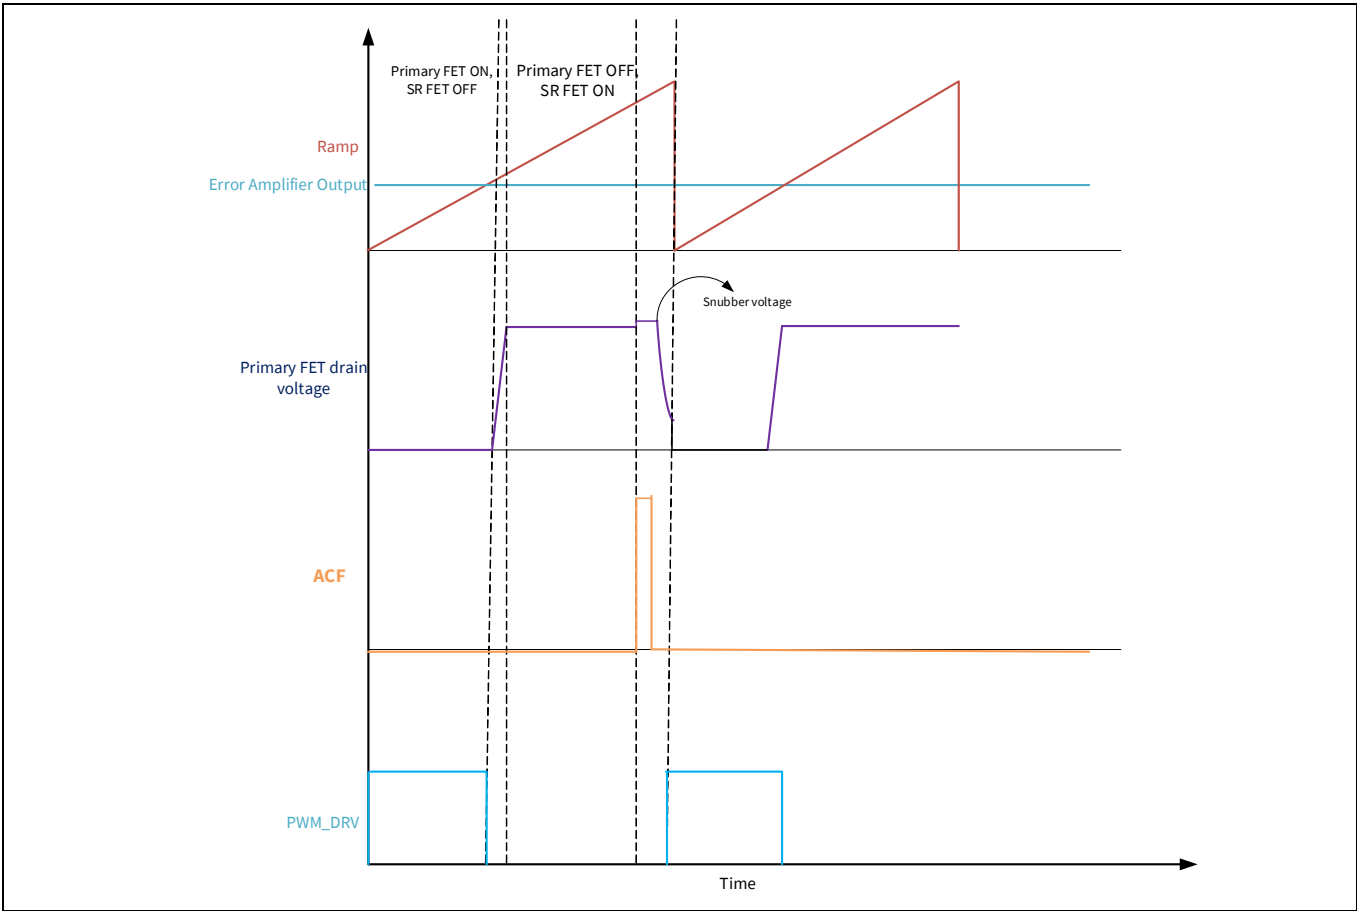 Primary FET ON,
SR FET OFF
Primary FET OFF,
SR FET ON
Ramp
Error Amplifier Output
Snubber voltage
Primary FET drain
voltage
ACF
PWM_DRV
Time